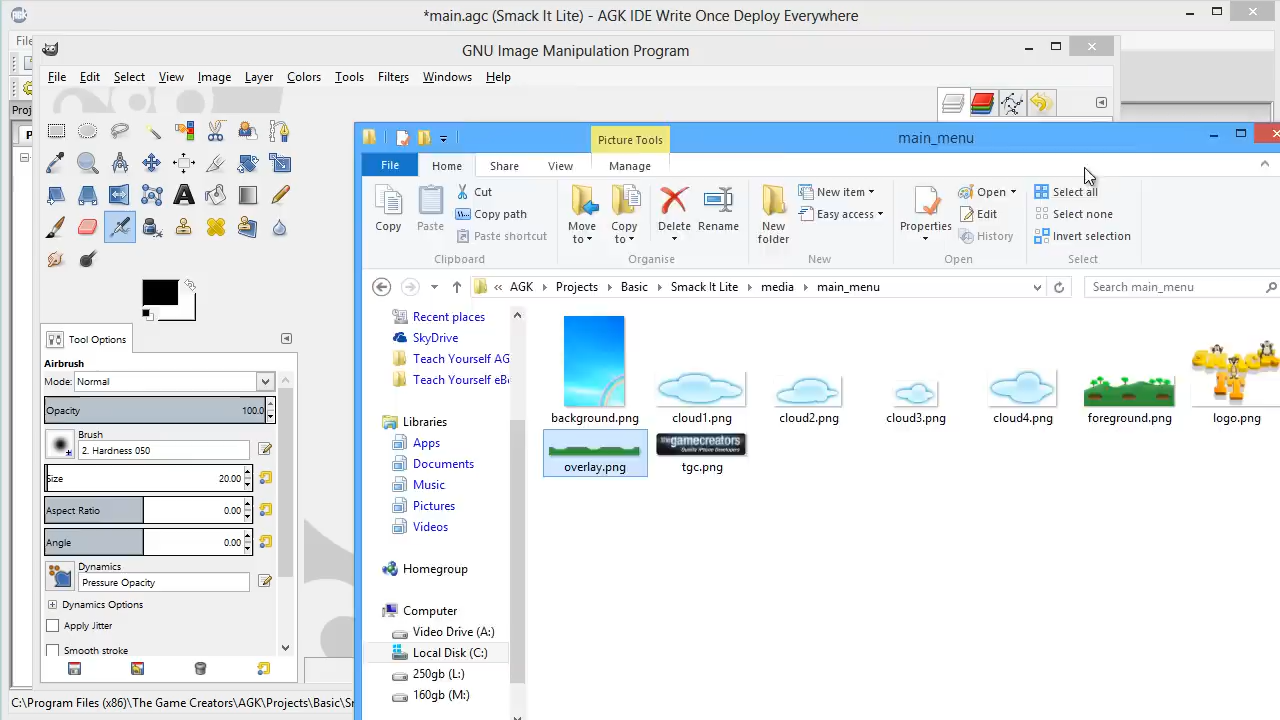 *main.agc (Smack It Lite) - AGK IDE Write Once Deploy Everywhere
File
GNU Image Manipulation Program
File Edit Select View Image Layer Colors Tools Filters Windows Help
Proj
P
Picture Tools
main_menu
File Home Share View Manage
Copy
Paste
Cut
Copy path
Paste shortcut
Move to
Copy to
Delete
Rename
New folder
New item
Easy access
Properties
Open
Edit
History
Select all
Select none
Invert selection
Clipboard Organise New Open Select
« AGK Projects Basic Smack It Lite media main_menu
Search main_menu
Recent places
SkyDrive
Teach Yourself AG
Teach Yourself eBo
Libraries
Apps
Documents
Music
Pictures
Videos
Homegroup
Computer
Video Drive (A:)
Local Disk (C:)
250gb (L:)
160gb (M:)
background.png cloud1.png cloud2.png cloud3.png cloud4.png foreground.png logo.png
thegamecreators
Quality iPhone Developers
overlay.png tgc.png
Tool Options
Airbrush
Mode: Normal
Opacity 100.0
Brush
2. Hardness 050
Size 20.00
Aspect Ratio 0.00
Angle 0.00
Dynamics
Pressure Opacity
Dynamics Options
Apply Jitter
Smooth stroke
C:\Program Files (x86)\The Game Creators\AGK\Projects\Basic\Sm